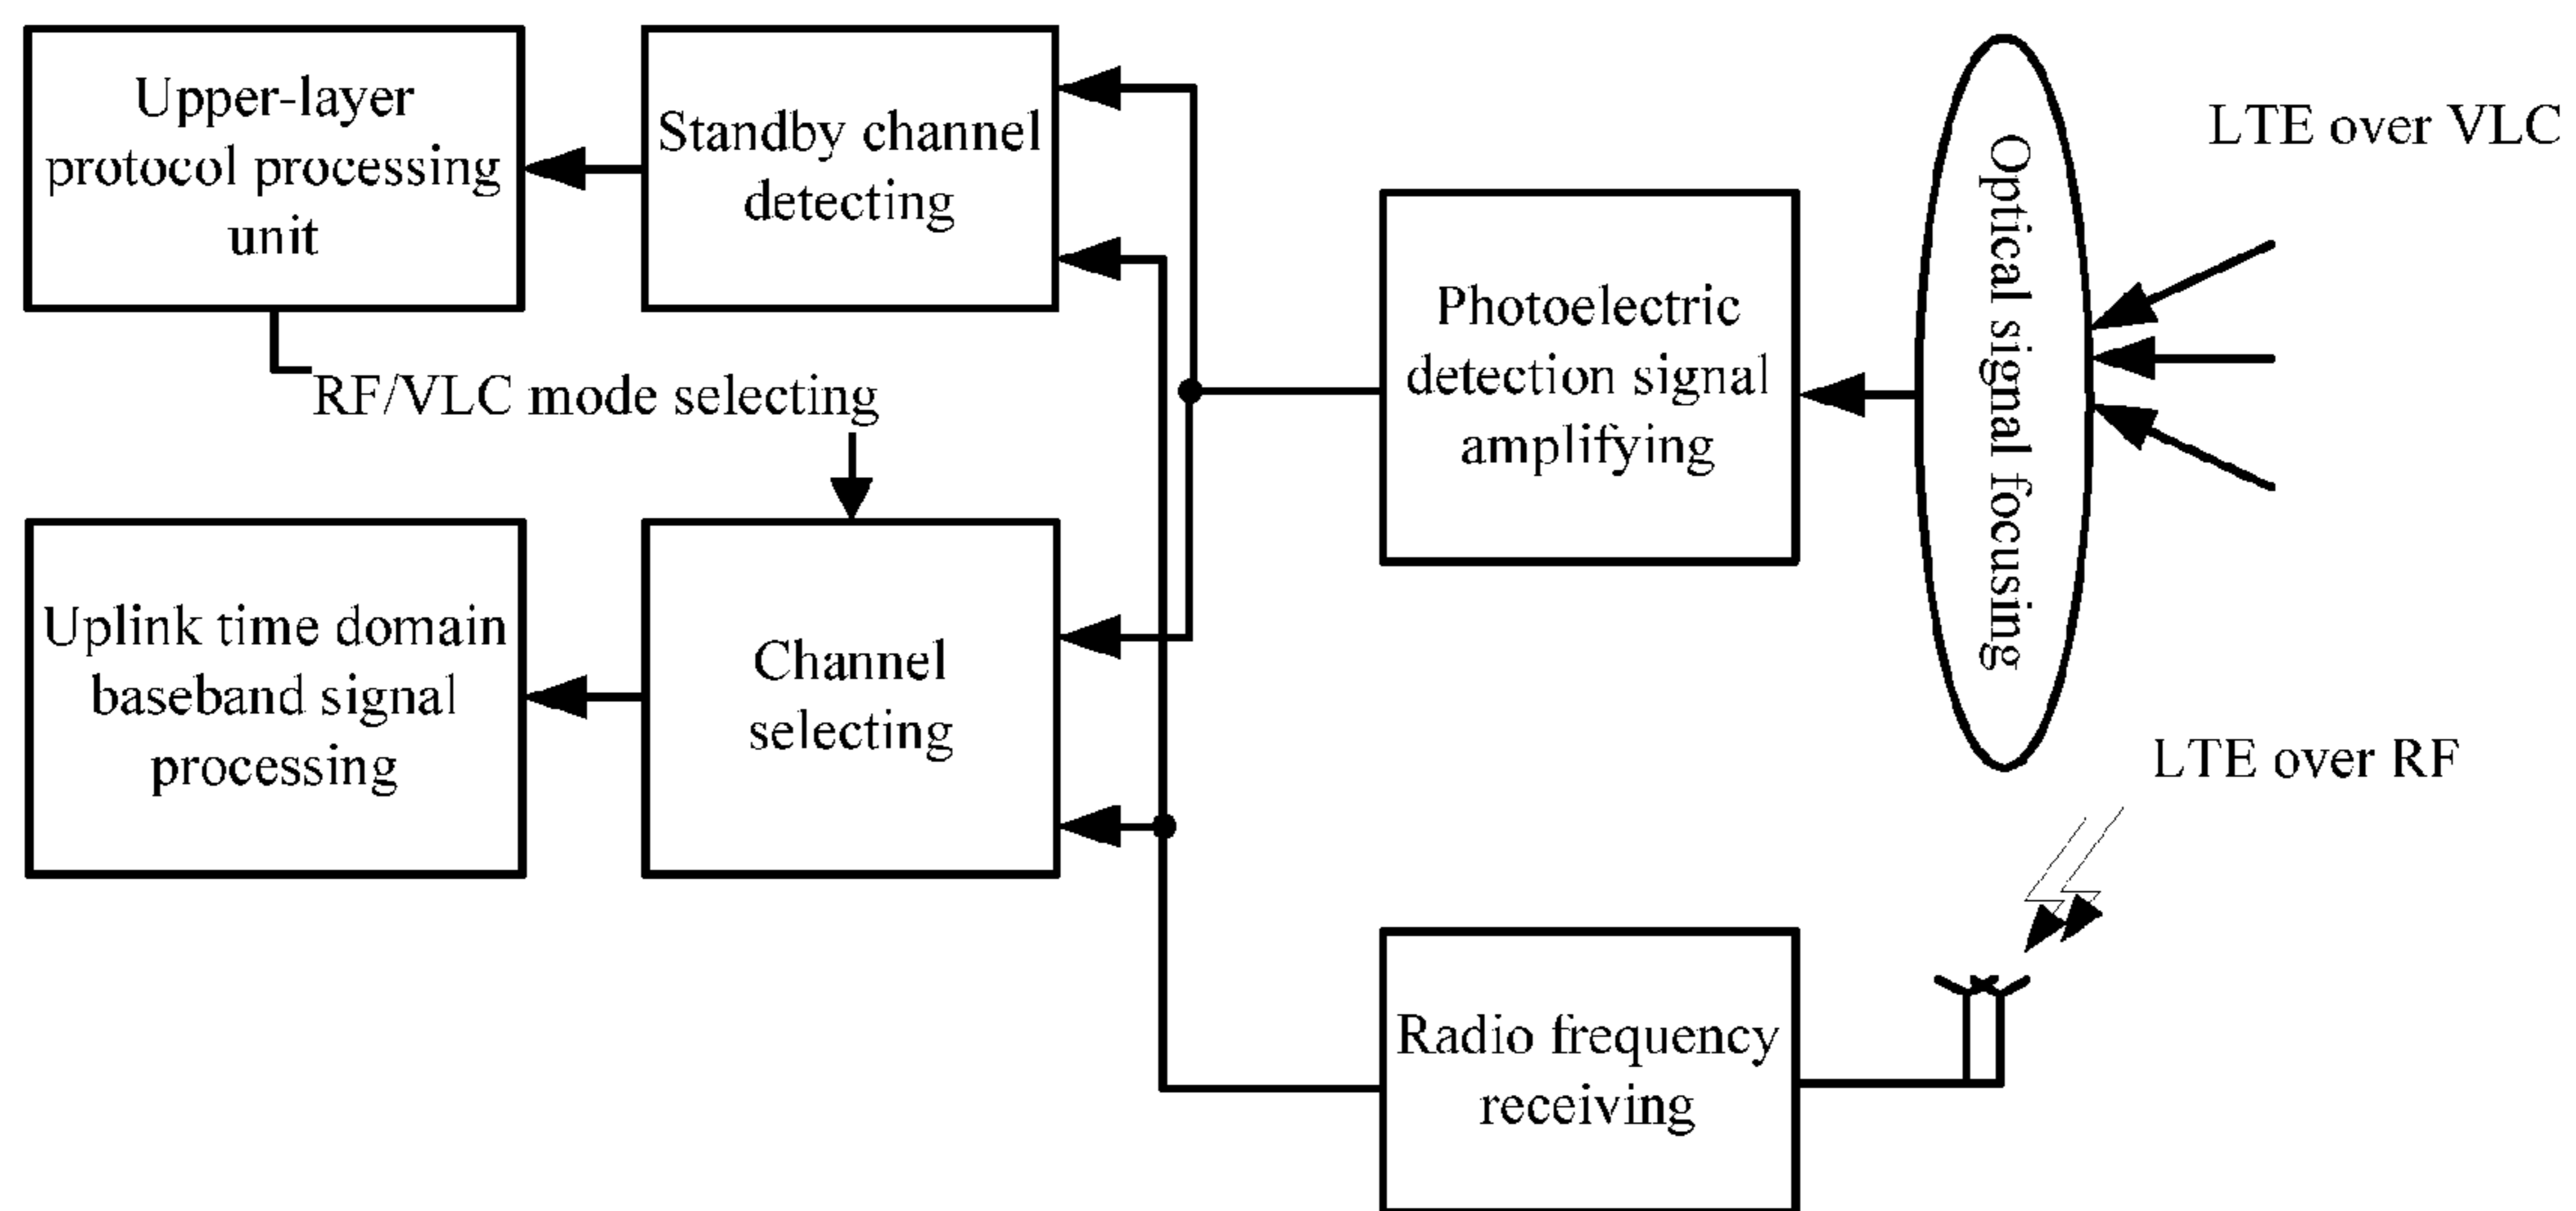 Upper-layer
protocol processing
unit
Standby channel
detecting
LTE over VLC
Optical signal focusing
Photoelectric
detection signal
amplifying
RF/VLC mode selecting
Uplink time domain
baseband signal
processing
Channel
selecting
LTE over RF
Radio frequency
receiving